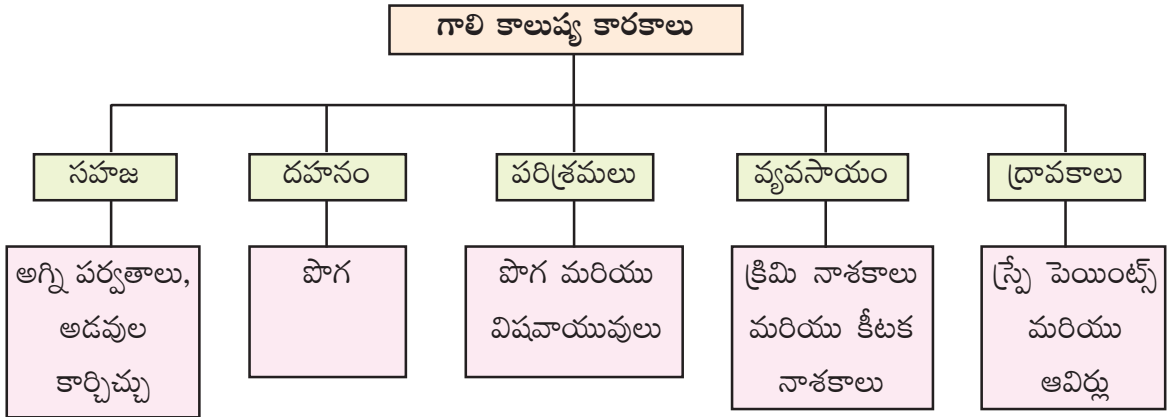 గాలి కాలుష్య కారకాలు
సహజ
దహనం
పరిశ్రమలు
వ్యవసాయం
ద్రావకాలు
అగ్ని పర్వతాలు,
అడవుల
కార్చిచ్చు
పొగ
పొగ మరియు
విషవాయువులు
క్రిమి నాశకాలు
మరియు కీటక
నాశకాలు
స్ప్రే పెయింట్స్
మరియు
ఆవిర్లు